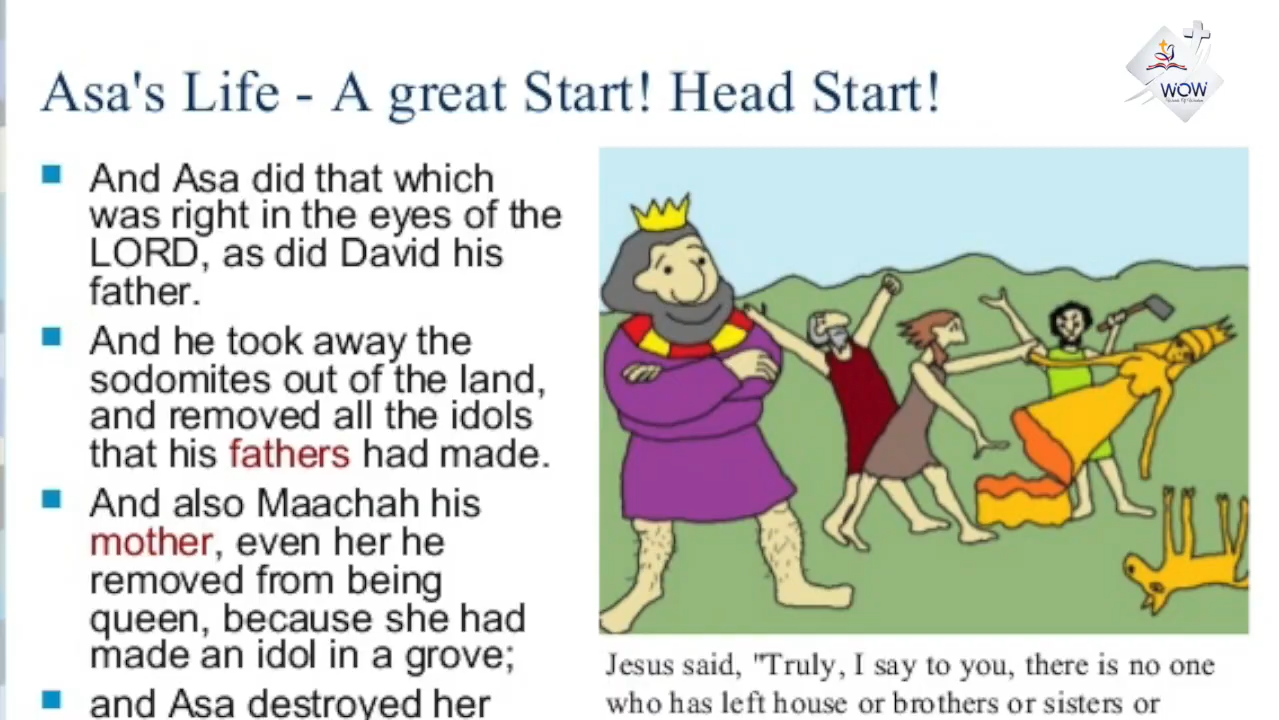 Asa's Life - A great Start! Head Start!
WOW
And Asa did that which
was right in the eyes of the
LORD, as did David his
father.
And he took away the
sodomites out of the land,
and removed all the idols
that his fathers had made.
And also Maachah his
mother, even her he
removed from being
queen, because she had
made an idol in a grove;
and Asa destroyed her
Jesus said, "Truly, I say to you, there is no one
who has left house or brothers or sisters or